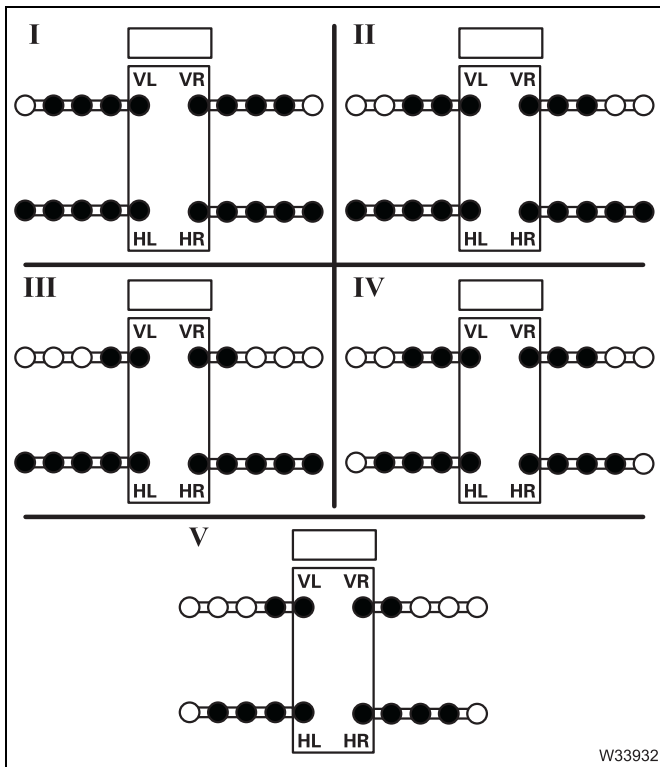 I II
VL VR VL VR
HL HR HL HR
III IV
VL VR VL VR
HL HR HL HR
V
VL VR
HL HR
W33932